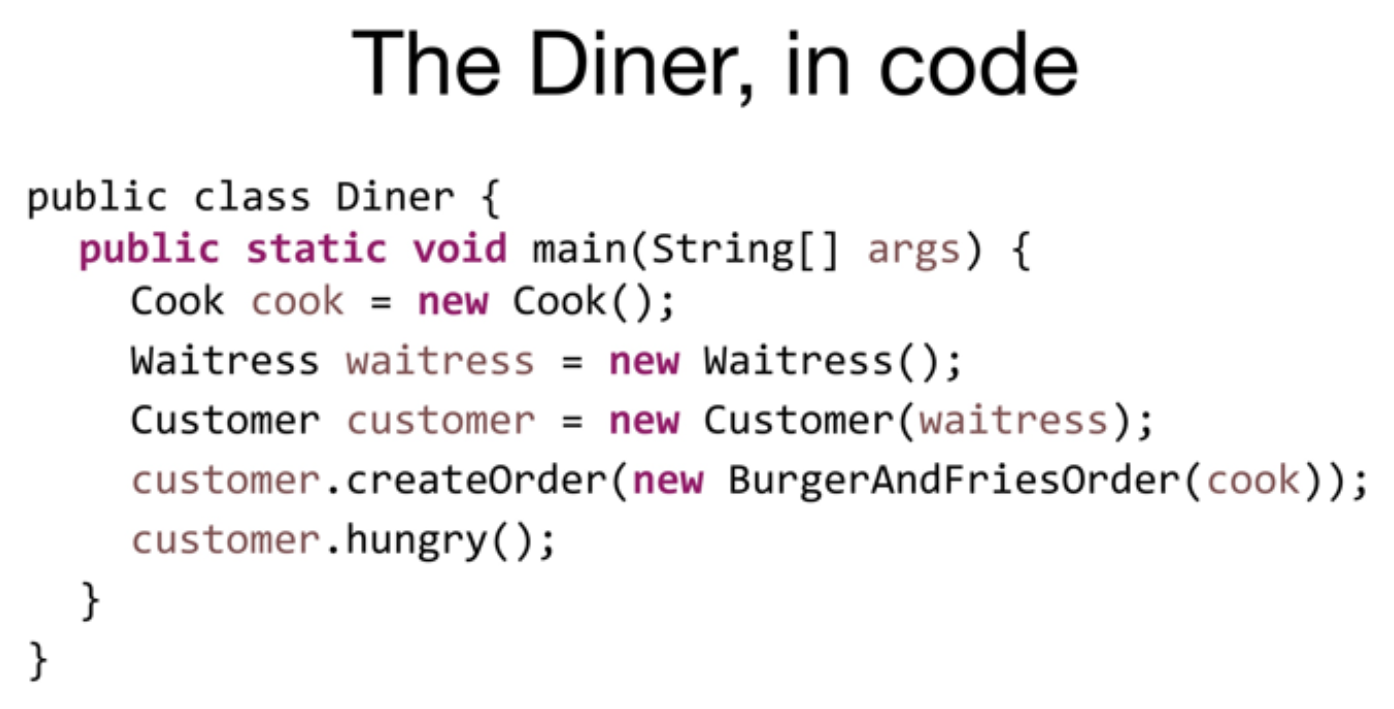 The Diner, in code
public class Diner {
public static void main(String[] args) {
Cook cook = new Cook();
Waitress waitress = new Waitress();
Customer customer = new Customer(waitress);
customer.createOrder(new BurgerAndFriesOrder(cook));
customer.hungry();
}
}